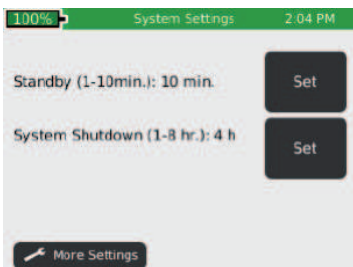 100% System Settings 2:04 PM
Standby (1-10min.): 10 min. Set
System Shutdown (1-8 hr.): 4 h Set
More Settings